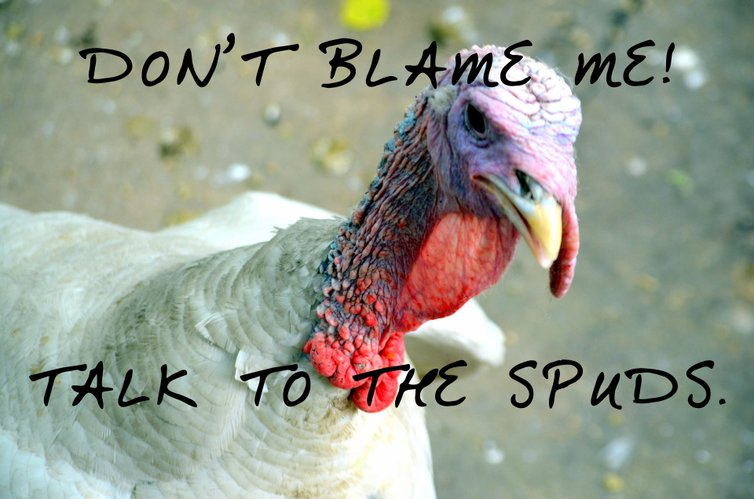 DON'T BLAME ME!
TALK TO THE SPUDS.